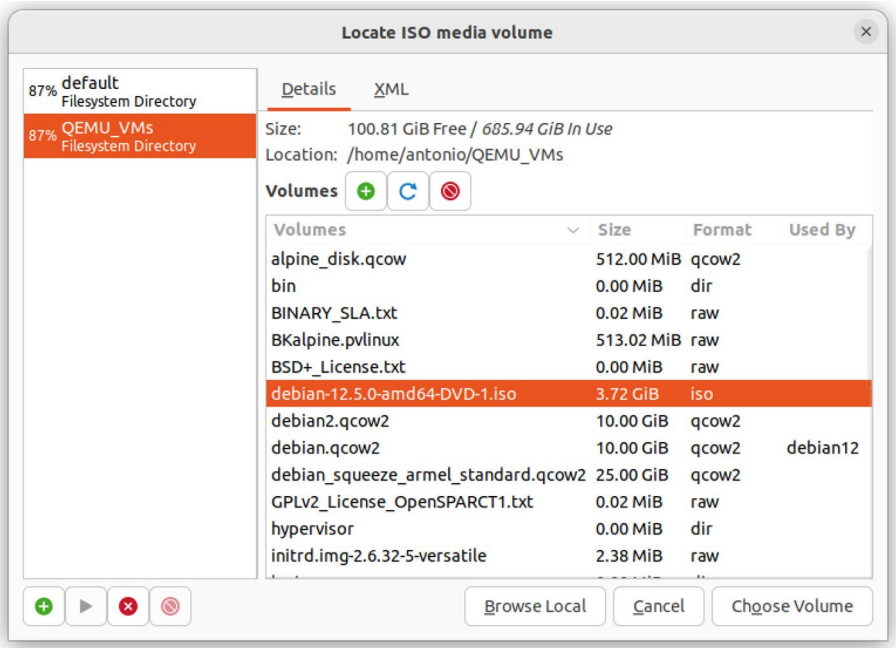 Locate ISO media volume
87% default
Filesystem Directory
87% QEMU_VMs
Filesystem Directory
Details XML
Size: 100.81 GiB Free / 685.94 GiB In Use
Location: /home/antonio/QEMU_VMs
Volumes
Volumes Size Format Used By
alpine_disk.qcow 512.00 MiB qcow2
bin 0.00 MiB dir
BINARY_SLA.txt 0.02 MiB raw
BKalpine.pvlinux 513.02 MiB raw
BSD+_License.txt 0.00 MiB raw
debian-12.5.0-amd64-DVD-1.iso 3.72 GiB iso
debian2.qcow2 10.00 GiB qcow2
debian.qcow2 10.00 GiB qcow2 debian12
debian_squeeze_armel_standard.qcow2 25.00 GiB qcow2
GPLv2_License_OpenSPARCT1.txt 0.02 MiB raw
hypervisor 0.00 MiB dir
initrd.img-2.6.32-5-versatile 2.38 MiB raw
Browse Local Cancel Choose Volume